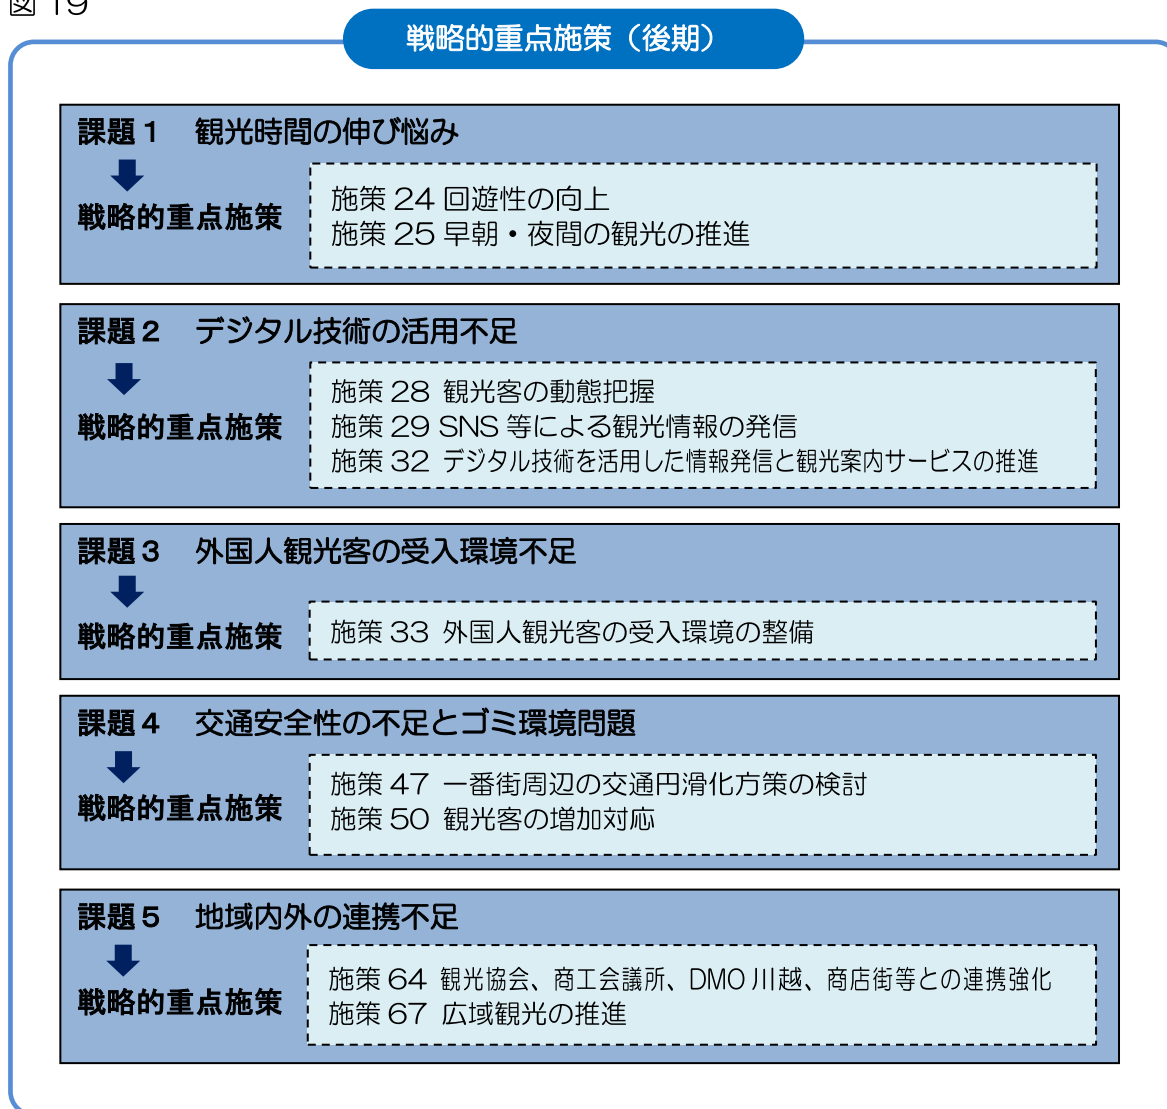 図 19
戦略的重点施策（後期）
課題１ 観光時間の伸び悩み
戦略的重点施策
施策 24 回遊性の向上
施策 25 早朝・夜間の観光の推進
課題２ デジタル技術の活用不足
戦略的重点施策
施策 28 観光客の動態把握
施策 29 SNS 等による観光情報の発信
施策 32 デジタル技術を活用した情報発信と観光案内サービスの推進
課題３ 外国人観光客の受入環境不足
戦略的重点施策
施策 33 外国人観光客の受入環境の整備
課題４ 交通安全性の不足とゴミ環境問題
戦略的重点施策
施策 47 一番街周辺の交通円滑化方策の検討
施策 50 観光客の増加対応
課題５ 地域内外の連携不足
戦略的重点施策
施策 64 観光協会、商工会議所、DMO 川越、商店街等との連携強化
施策 67 広域観光の推進